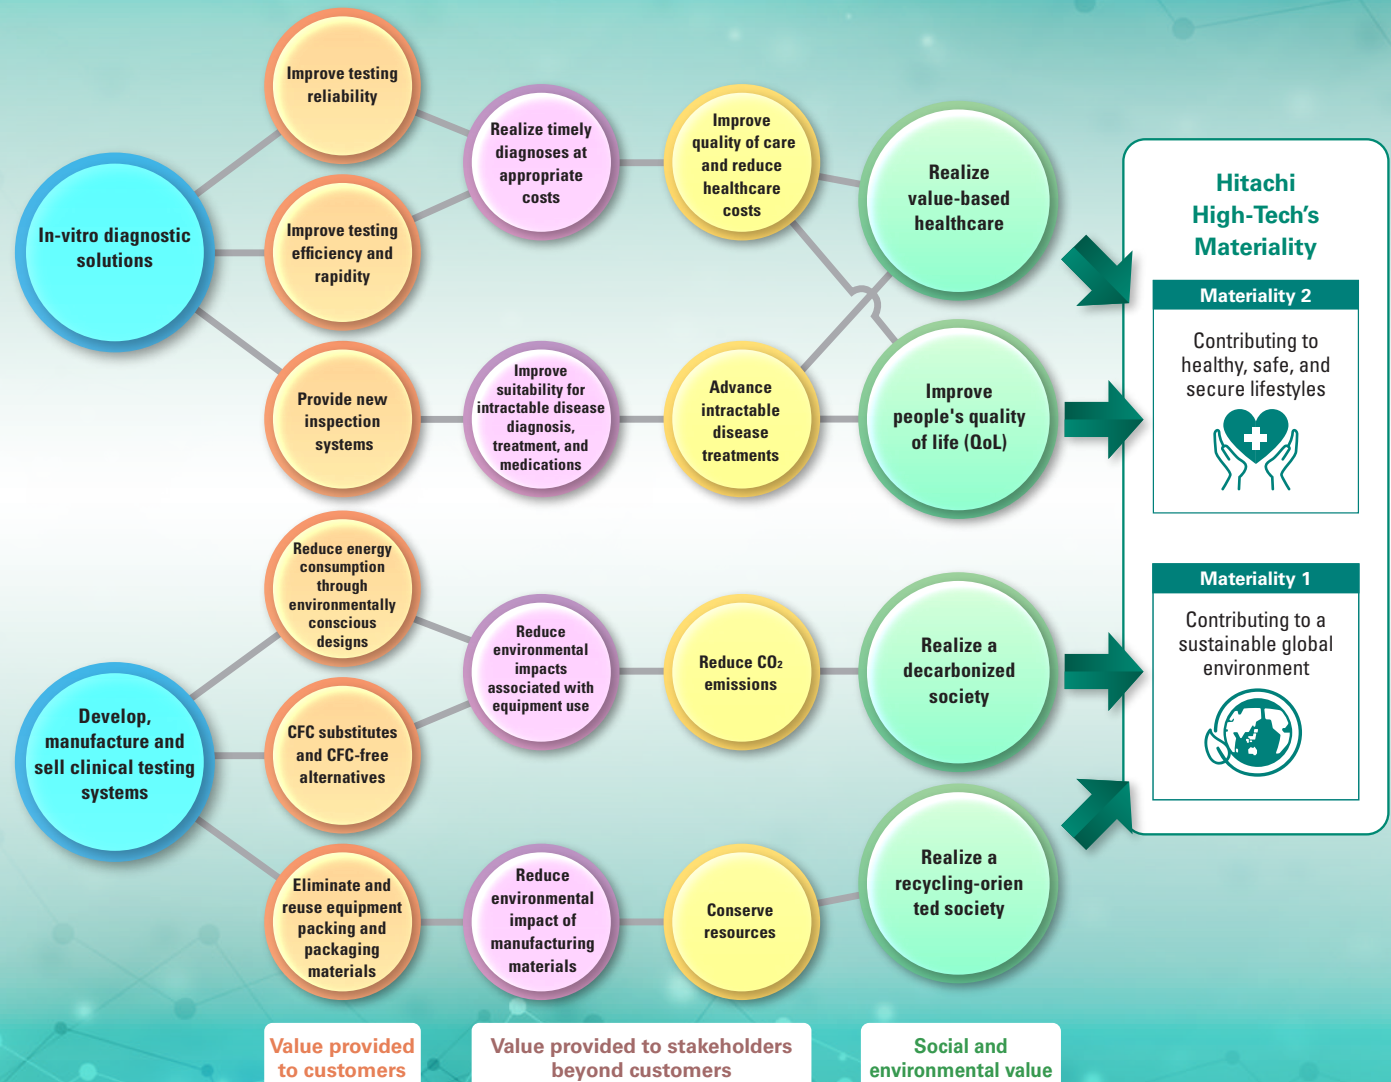 Improve testing
reliability
Realize timely
diagnoses at
appropriate
costs
Improve
quality of care
and reduce
healthcare
costs
Realize
value-based
healthcare
In-vitro diagnostic
solutions
Improve testing
efficiency and
rapidity
Provide new
inspection
systems
Improve
suitability for
intractable disease
diagnosis,
treatment, and
medications
Advance
intractable
disease
treatments
Improve
people's quality
of life (QoL)
Reduce energy
consumption
through
environmentally
conscious
designs
Reduce
environmental
impacts
associated with
equipment use
Reduce CO₂
emissions
Realize a
decarbonized
society
Develop,
manufacture and
sell clinical testing
systems
CFC substitutes
and CFC-free
alternatives
Eliminate and
reuse equipment
packing and
packaging
materials
Reduce
environmental
impact of
manufacturing
materials
Conserve
resources
Realize a
recycling-orien
ted society
Hitachi
High-Tech's
Materiality
Materiality 2
Contributing to
healthy, safe, and
secure lifestyles
Materiality 1
Contributing to a
sustainable global
environment
Value provided
to customers
Value provided to stakeholders
beyond customers
Social and
environmental value